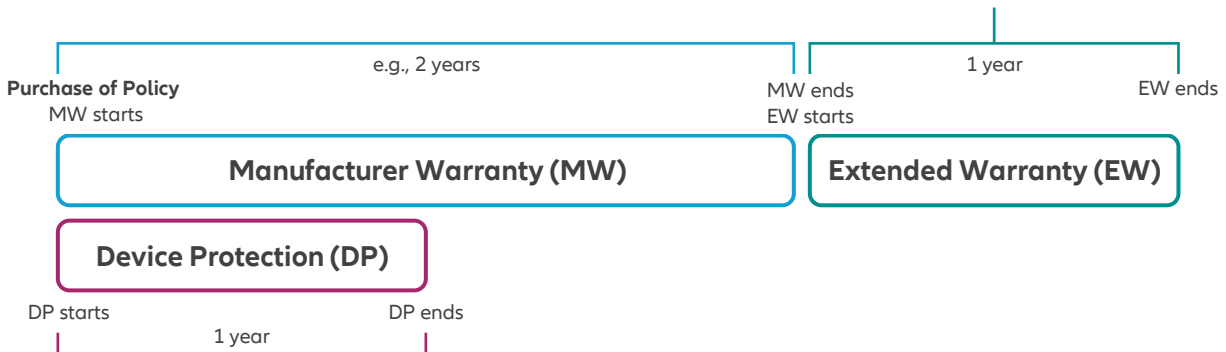 e.g., 2 years
1 year
Purchase of Policy
MW starts
MW ends
EW starts
EW ends
Manufacturer Warranty (MW)
Extended Warranty (EW)
Device Protection (DP)
DP starts
DP ends
1 year